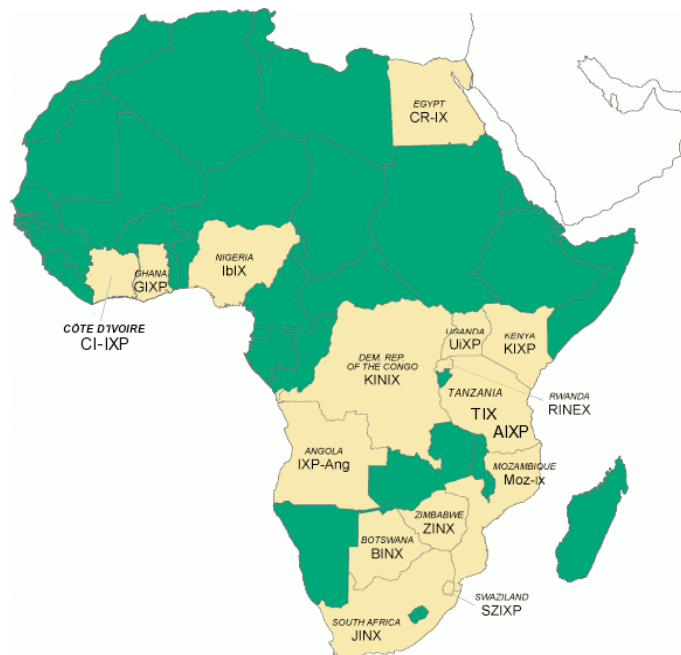 EGYPT
CR-IX
NIGERIA
IbIX
GHANA
GIXP
CÔTE D'IVOIRE
CI-IXP
UGANDA
UiXP
KENYA
KIXP
DEM. REP.
OF THE CONGO
KINIX
TANZANIA
TIX
AIXP
RWANDA
RINEX
ANGOLA
IXP-Ang
MOZAMBIQUE
Moz-ix
ZIMBABWE
ZINX
BOTSWANA
BINX
SWAZILAND
SZIXP
SOUTH AFRICA
JINX